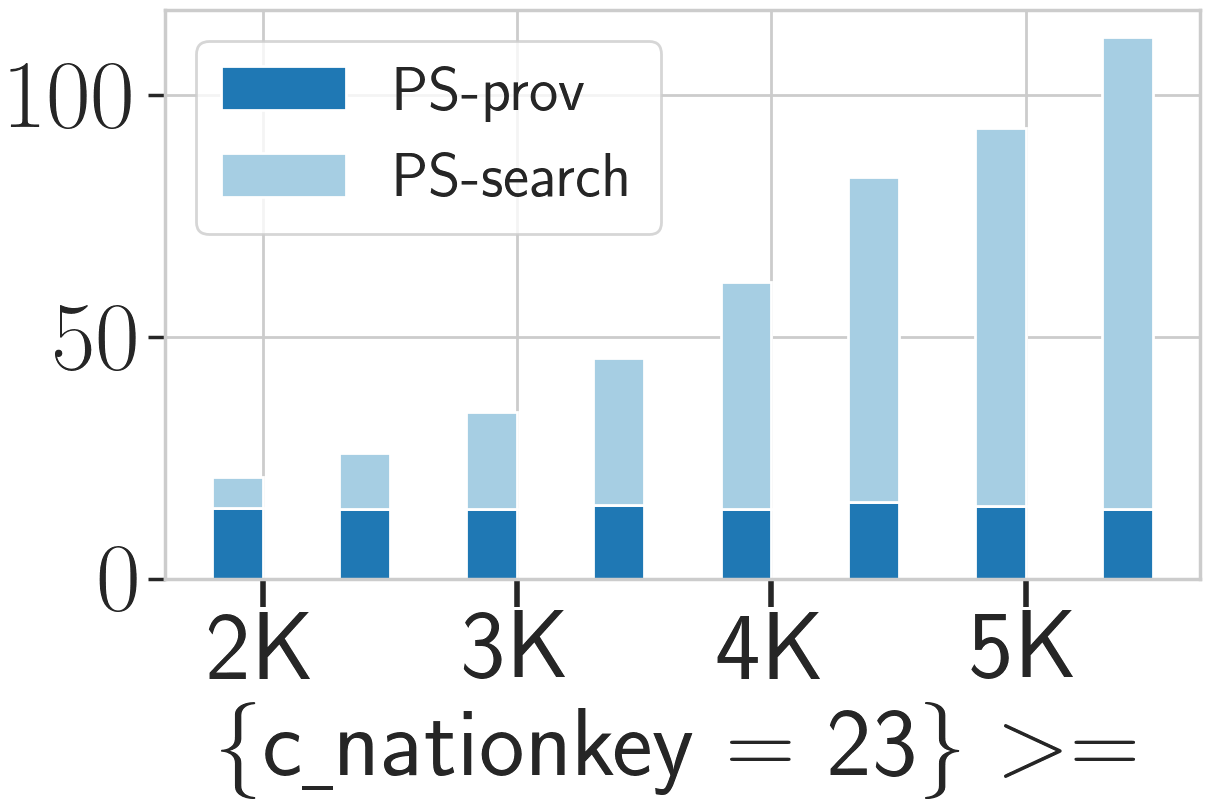 100
PS-prov
PS-search
50
0
2K 3K 4K 5K
{c_nationkey = 23} >=